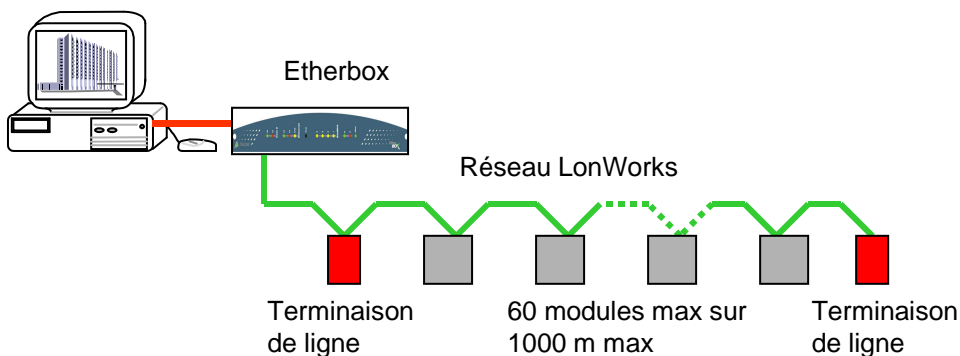 Etherbox
Réseau LonWorks
Terminaison
de ligne
60 modules max sur
1000 m max
Terminaison
de ligne